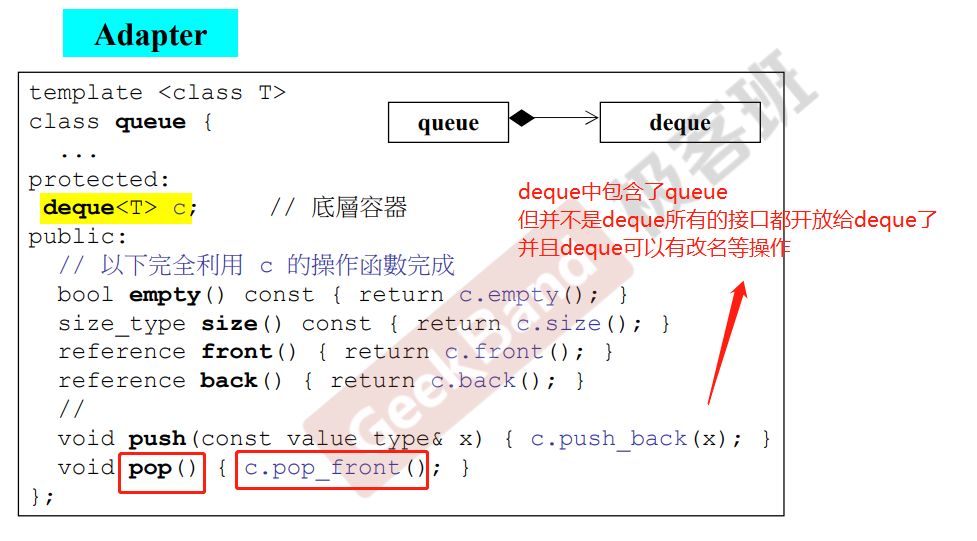 Adapter
template <class T>
class queue {
...
protected:
deque<T> c; // 底層容器
public:
// 以下完全利用 c 的操作函數完成
bool empty() const { return c.empty(); }
size_type size() const { return c.size(); }
reference front() { return c.front(); }
reference back() { return c.back(); }
//
void push(const value_type& x) { c.push_back(x); }
void pop() { c.pop_front(); }
};
queue
deque
deque中包含了queue
但并不是deque所有的接口都开放给deque了
并且deque可以有改名等操作
GeekBand
极客班